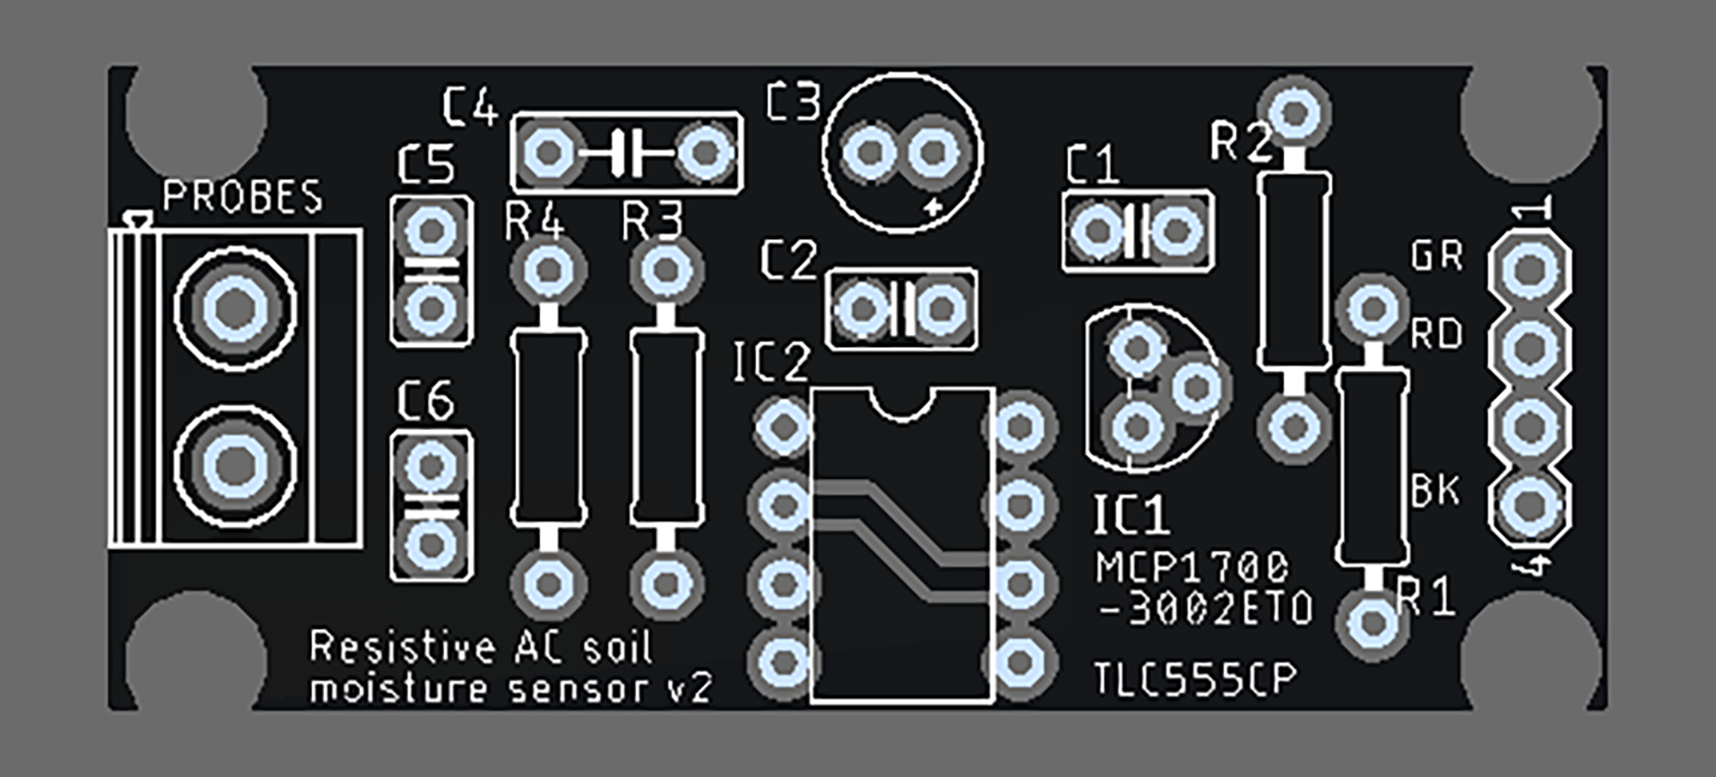 C4
C3
C5
R2
C1
PROBES
1
R4
R3
GR
C2
RD
IC2
C6
BK
IC1
MCP1700
-3002ETO
4
R1
Resistive AC soil
moisture sensor v2
TLC555CP